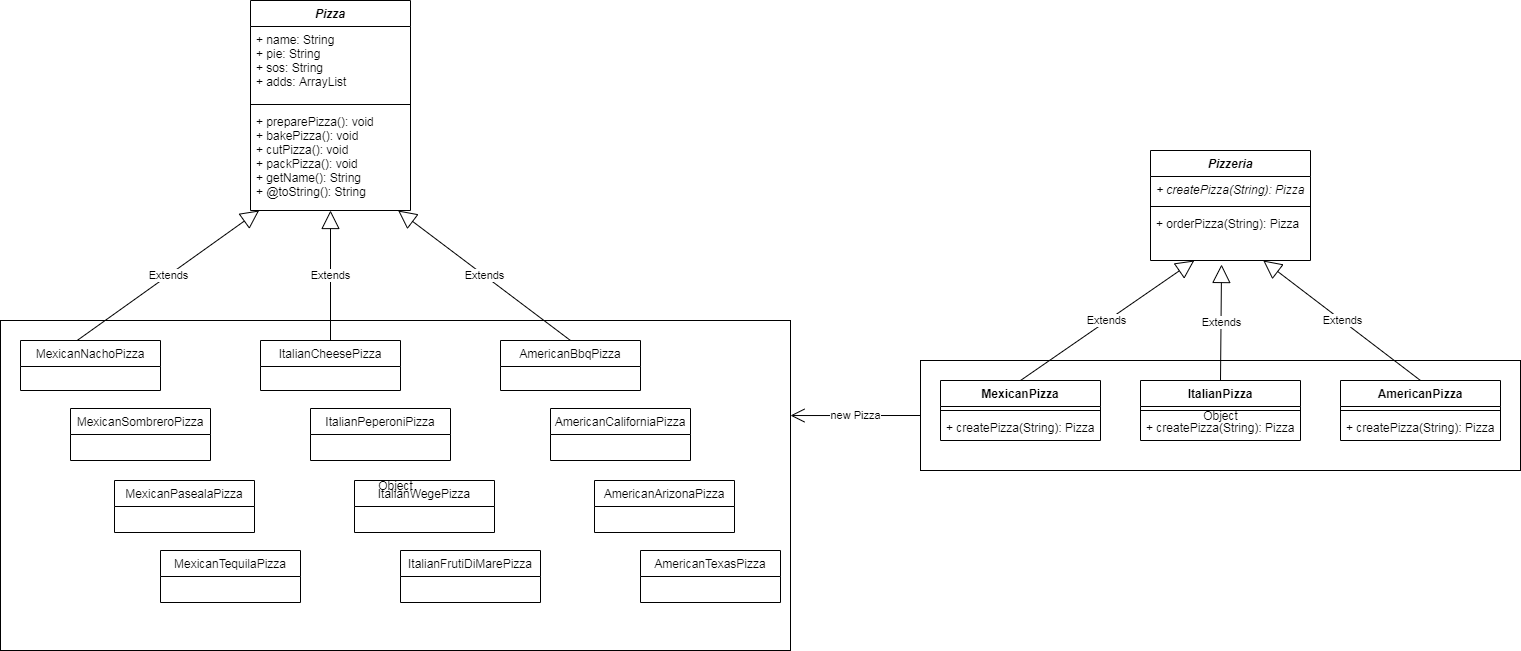 Pizza
+ name: String
+ pie: String
+ sos: String
+ adds: ArrayList
+ preparePizza(): void
+ bakePizza(): void
+ cutPizza(): void
+ packPizza(): void
+ getName(): String
+ @toString(): String
Extends
Extends
Extends
MexicanNachoPizza
ItalianCheesePizza
AmericanBbqPizza
MexicanSombreroPizza
ItalianPeperoniPizza
AmericanCaliforniaPizza
Object
MexicanPasealaPizza
ItalianWegePizza
AmericanArizonaPizza
MexicanTequilaPizza
ItalianFrutiDiMarePizza
AmericanTexasPizza
new Pizza
Pizzeria
+ createPizza(String): Pizza
+ orderPizza(String): Pizza
Extends
Extends
Extends
MexicanPizza
+ createPizza(String): Pizza
ItalianPizza
Object
+ createPizza(String): Pizza
AmericanPizza
+ createPizza(String): Pizza